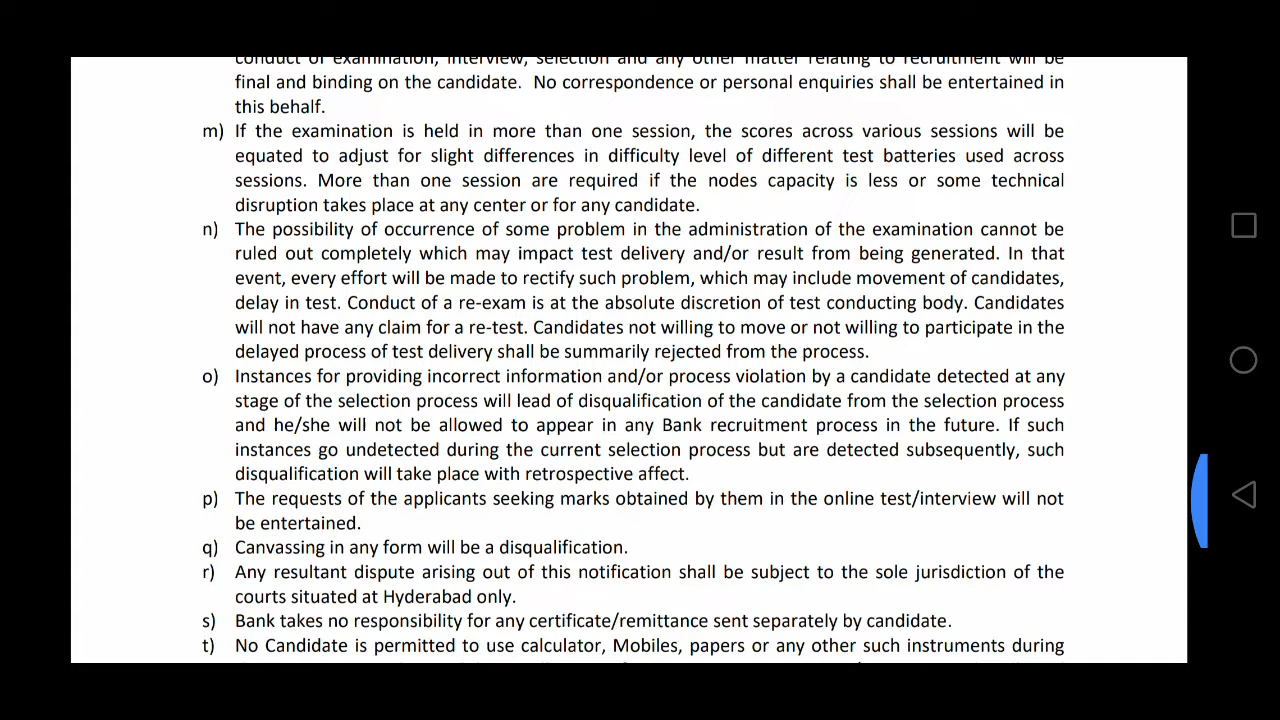 conduct of examination, interview, selection and any other matter relating to recruitment will be
final and binding on the candidate. No correspondence or personal enquiries shall be entertained in
this behalf.
m) If the examination is held in more than one session, the scores across various sessions will be
equated to adjust for slight differences in difficulty level of different test batteries used across
sessions. More than one session are required if the nodes capacity is less or some technical
disruption takes place at any center or for any candidate.
n) The possibility of occurrence of some problem in the administration of the examination cannot be
ruled out completely which may impact test delivery and/or result from being generated. In that
event, every effort will be made to rectify such problem, which may include movement of candidates,
delay in test. Conduct of a re-exam is at the absolute discretion of test conducting body. Candidates
will not have any claim for a re-test. Candidates not willing to move or not willing to participate in the
delayed process of test delivery shall be summarily rejected from the process.
o) Instances for providing incorrect information and/or process violation by a candidate detected at any
stage of the selection process will lead of disqualification of the candidate from the selection process
and he/she will not be allowed to appear in any Bank recruitment process in the future. If such
instances go undetected during the current selection process but are detected subsequently, such
disqualification will take place with retrospective affect.
p) The requests of the applicants seeking marks obtained by them in the online test/interview will not
be entertained.
q) Canvassing in any form will be a disqualification.
r) Any resultant dispute arising out of this notification shall be subject to the sole jurisdiction of the
courts situated at Hyderabad only.
s) Bank takes no responsibility for any certificate/remittance sent separately by candidate.
t) No Candidate is permitted to use calculator, Mobiles, papers or any other such instruments during